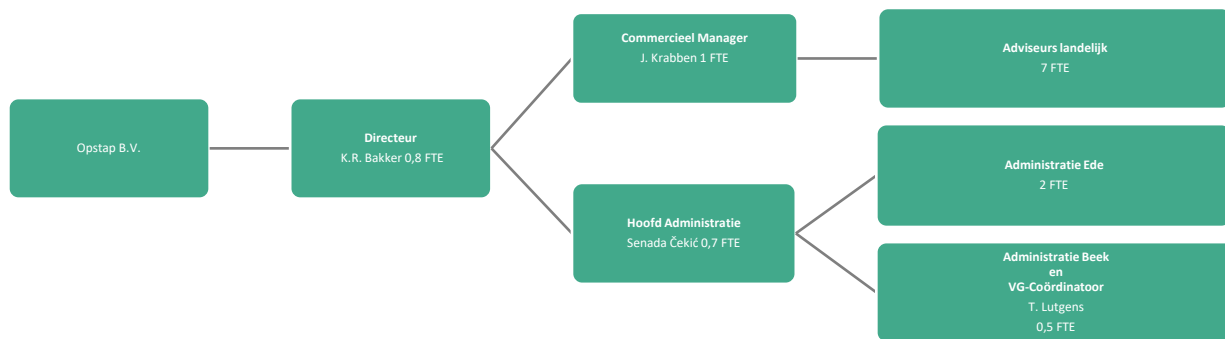 Opstap B.V.
Directeur
K.R. Bakker 0,8 FTE
Commercieel Manager
J. Krabben 1 FTE
Hoofd Administratie
Senada Čekić 0,7 FTE
Adviseurs landelijk
7 FTE
Administratie Ede
2 FTE
Administratie Beek
en
VG-Coördinatoor
T. Lutgens
0,5 FTE